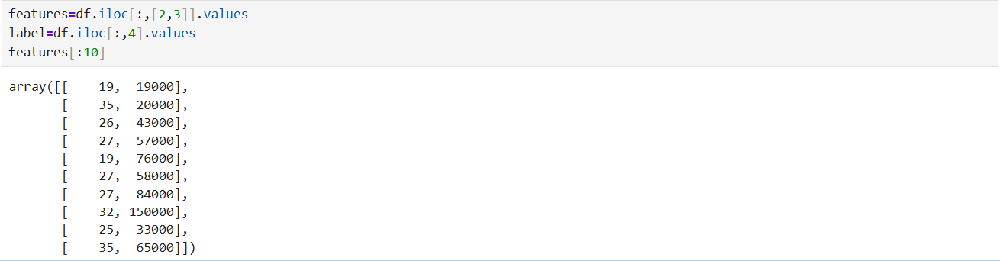 features=df.iloc[:,[2,3]].values
label=df.iloc[:,4].values
features[:10]
array([[    19,  19000],
       [    35,  20000],
       [    26,  43000],
       [    27,  57000],
       [    19,  76000],
       [    27,  58000],
       [    27,  84000],
       [    32, 150000],
       [    25,  33000],
       [    35,  65000]])